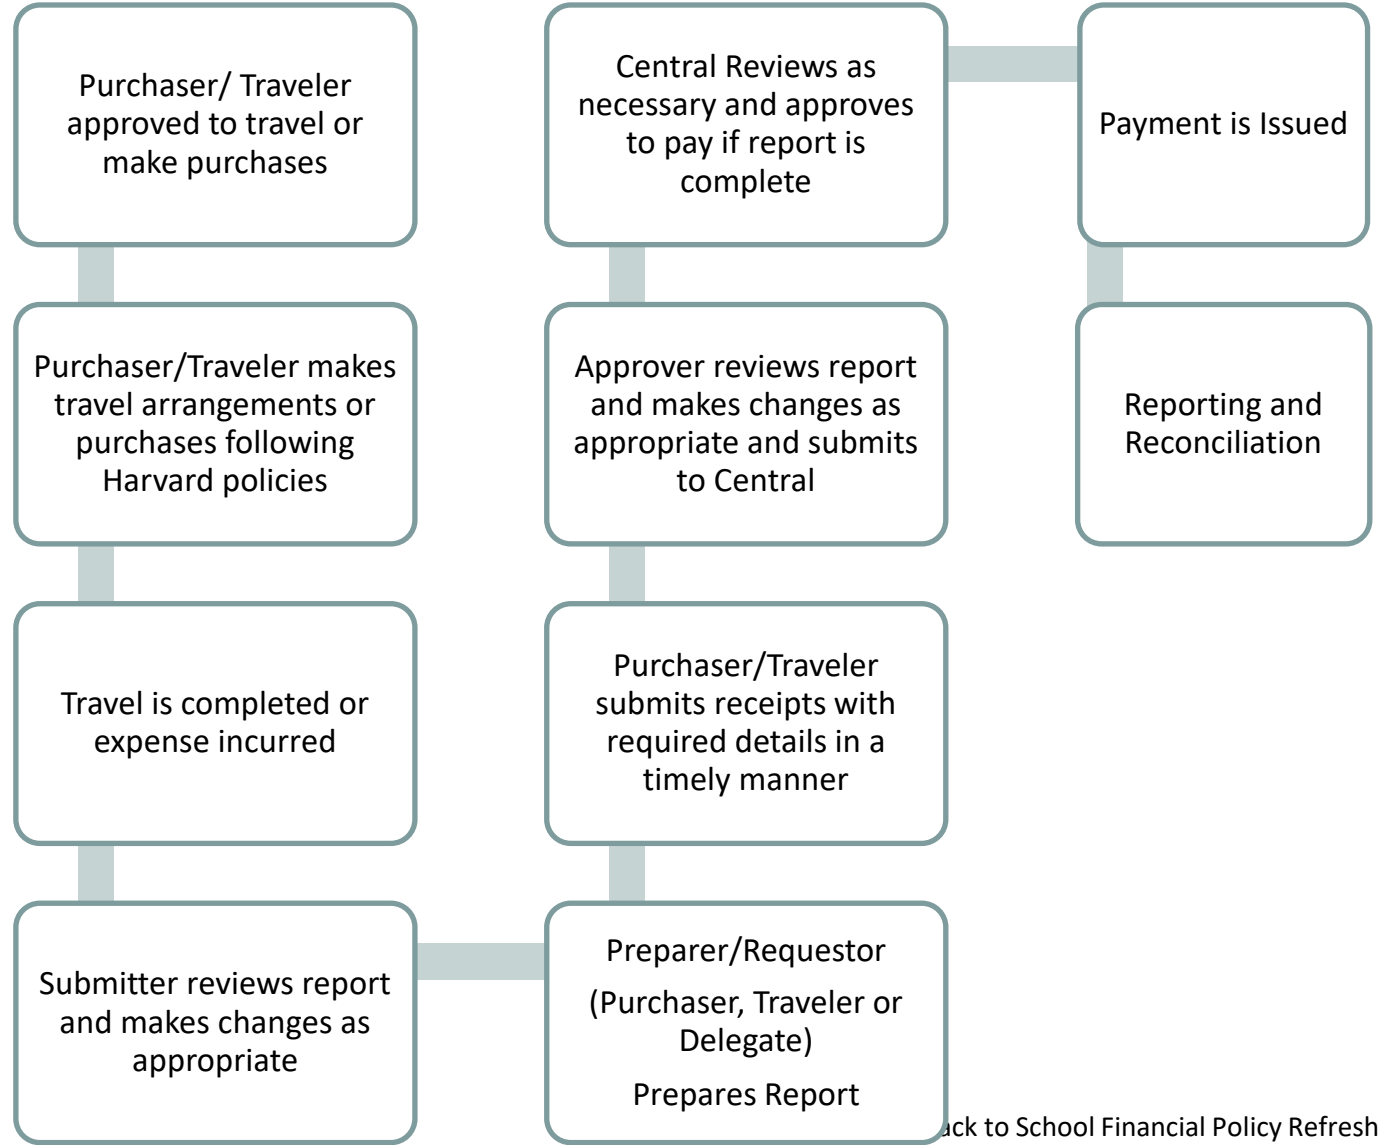 Purchaser/ Traveler
approved to travel or
make purchases
Purchaser/Traveler makes
travel arrangements or
purchases following
Harvard policies
Travel is completed or
expense incurred
Submitter reviews report
and makes changes as
appropriate
Preparer/Requestor
(Purchaser, Traveler or
Delegate)
Prepares Report
Purchaser/Traveler
submits receipts with
required details in a
timely manner
Approver reviews report
and makes changes as
appropriate and submits
to Central
Central Reviews as
necessary and approves
to pay if report is
complete
Payment is Issued
Reporting and
Reconciliation
to School Financial Policy Refresh